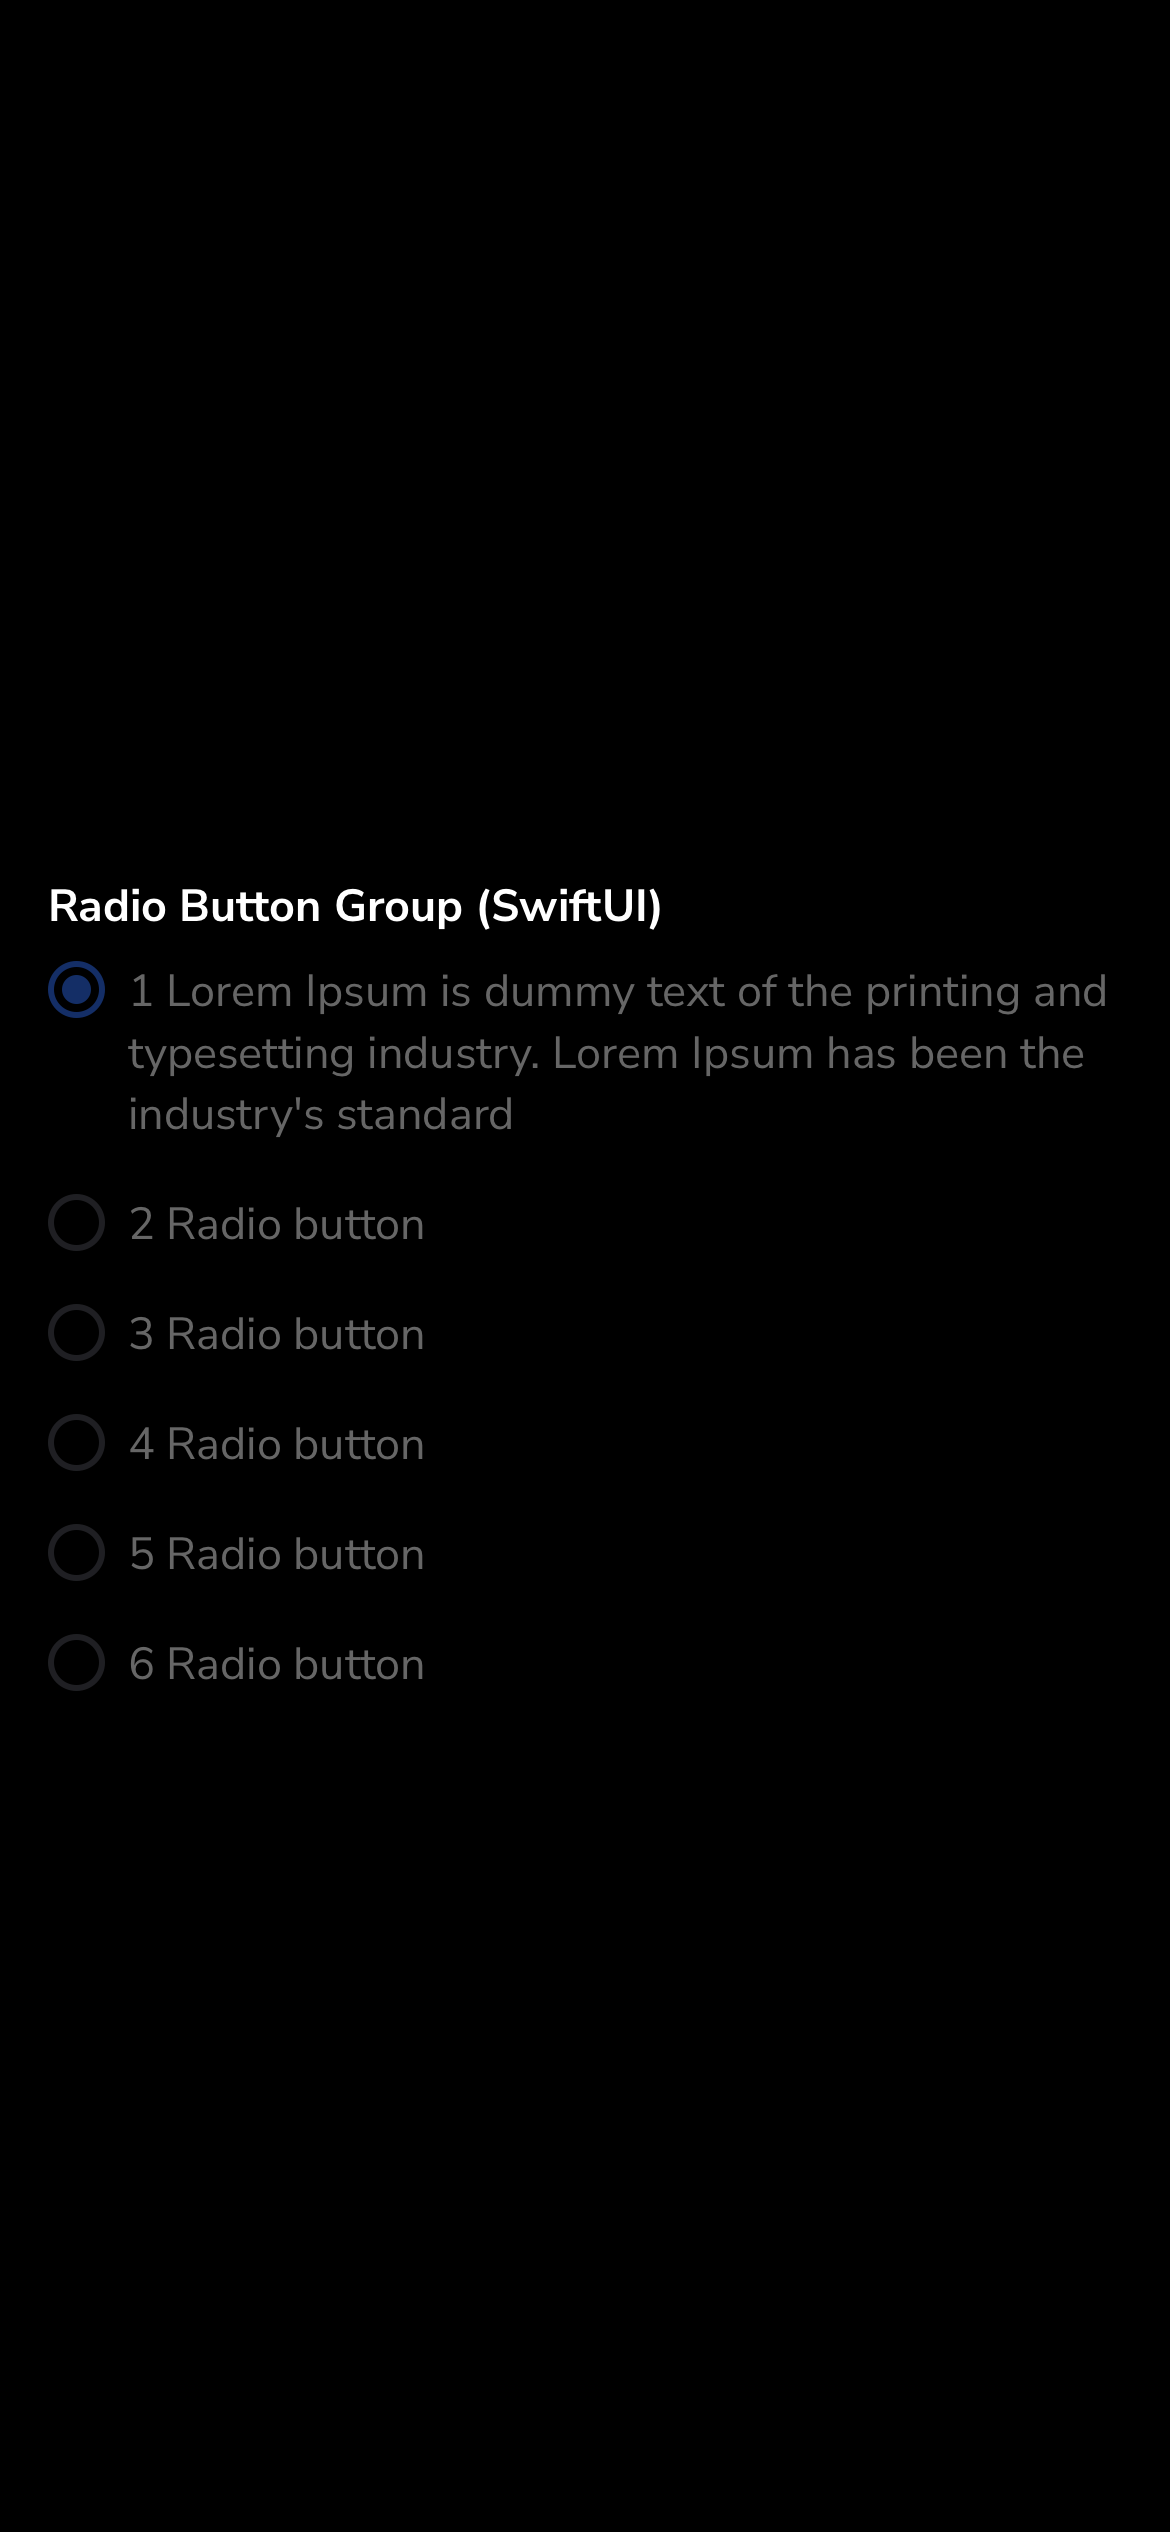 Radio Button Group (SwiftUI)
1 Lorem Ipsum is dummy text of the printing and
typesetting industry. Lorem Ipsum has been the
industry's standard
2 Radio button
3 Radio button
4 Radio button
5 Radio button
6 Radio button